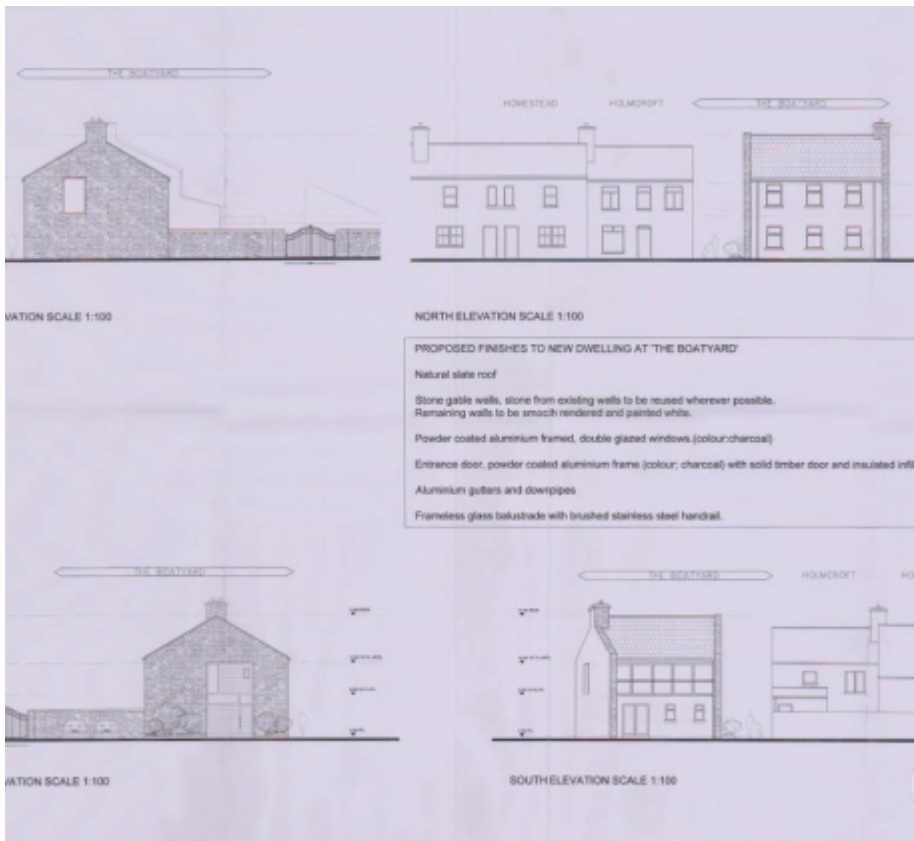 THE BOATYARD
HOMESTEAD
HOLMCROFT
THE BOATYARD
VATION SCALE 1:100
NORTH ELEVATION SCALE 1:100
PROPOSED FINISHES TO NEW DWELLING AT 'THE BOATYARD'
Natural slate roof
Stone gable walls, stone from existing walls to be reused wherever possible.
Remaining walls to be smooth rendered and painted white.
Powder coated aluminium framed, double glazed windows.(colour:charcoal)
Entrance door, powder coated aluminium frame (colour; charcoal) with solid timber door and insulated infil
Aluminium gutters and downpipes
Frameless glass balustrade with brushed stainless steel handrail.
THE BOATYARD
THE BOATYARD
HOLMCROFT
HO
VATION SCALE 1:100
SOUTH ELEVATION SCALE 1:100